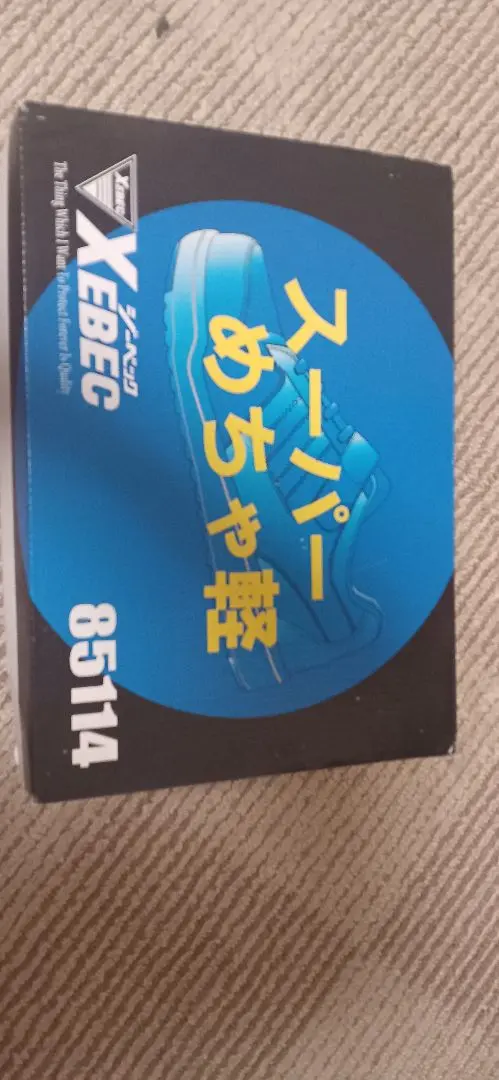 スーパー
めちゃ軽
XEBEC
ジーベック
XEBEC
The Thing Which I Want To Protect Forever Is Quality
85114